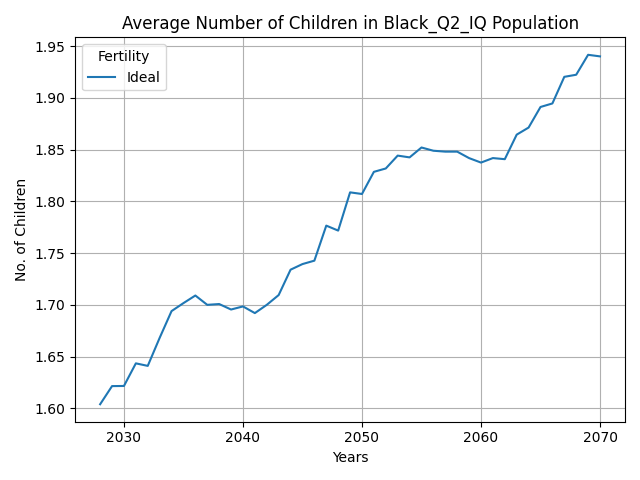 Average Number of Children in Black_Q2_IQ Population
Fertility
Ideal
No. of Children
1.95
1.90
1.85
1.80
1.75
1.70
1.65
1.60
2030 2040 2050 2060 2070
Years